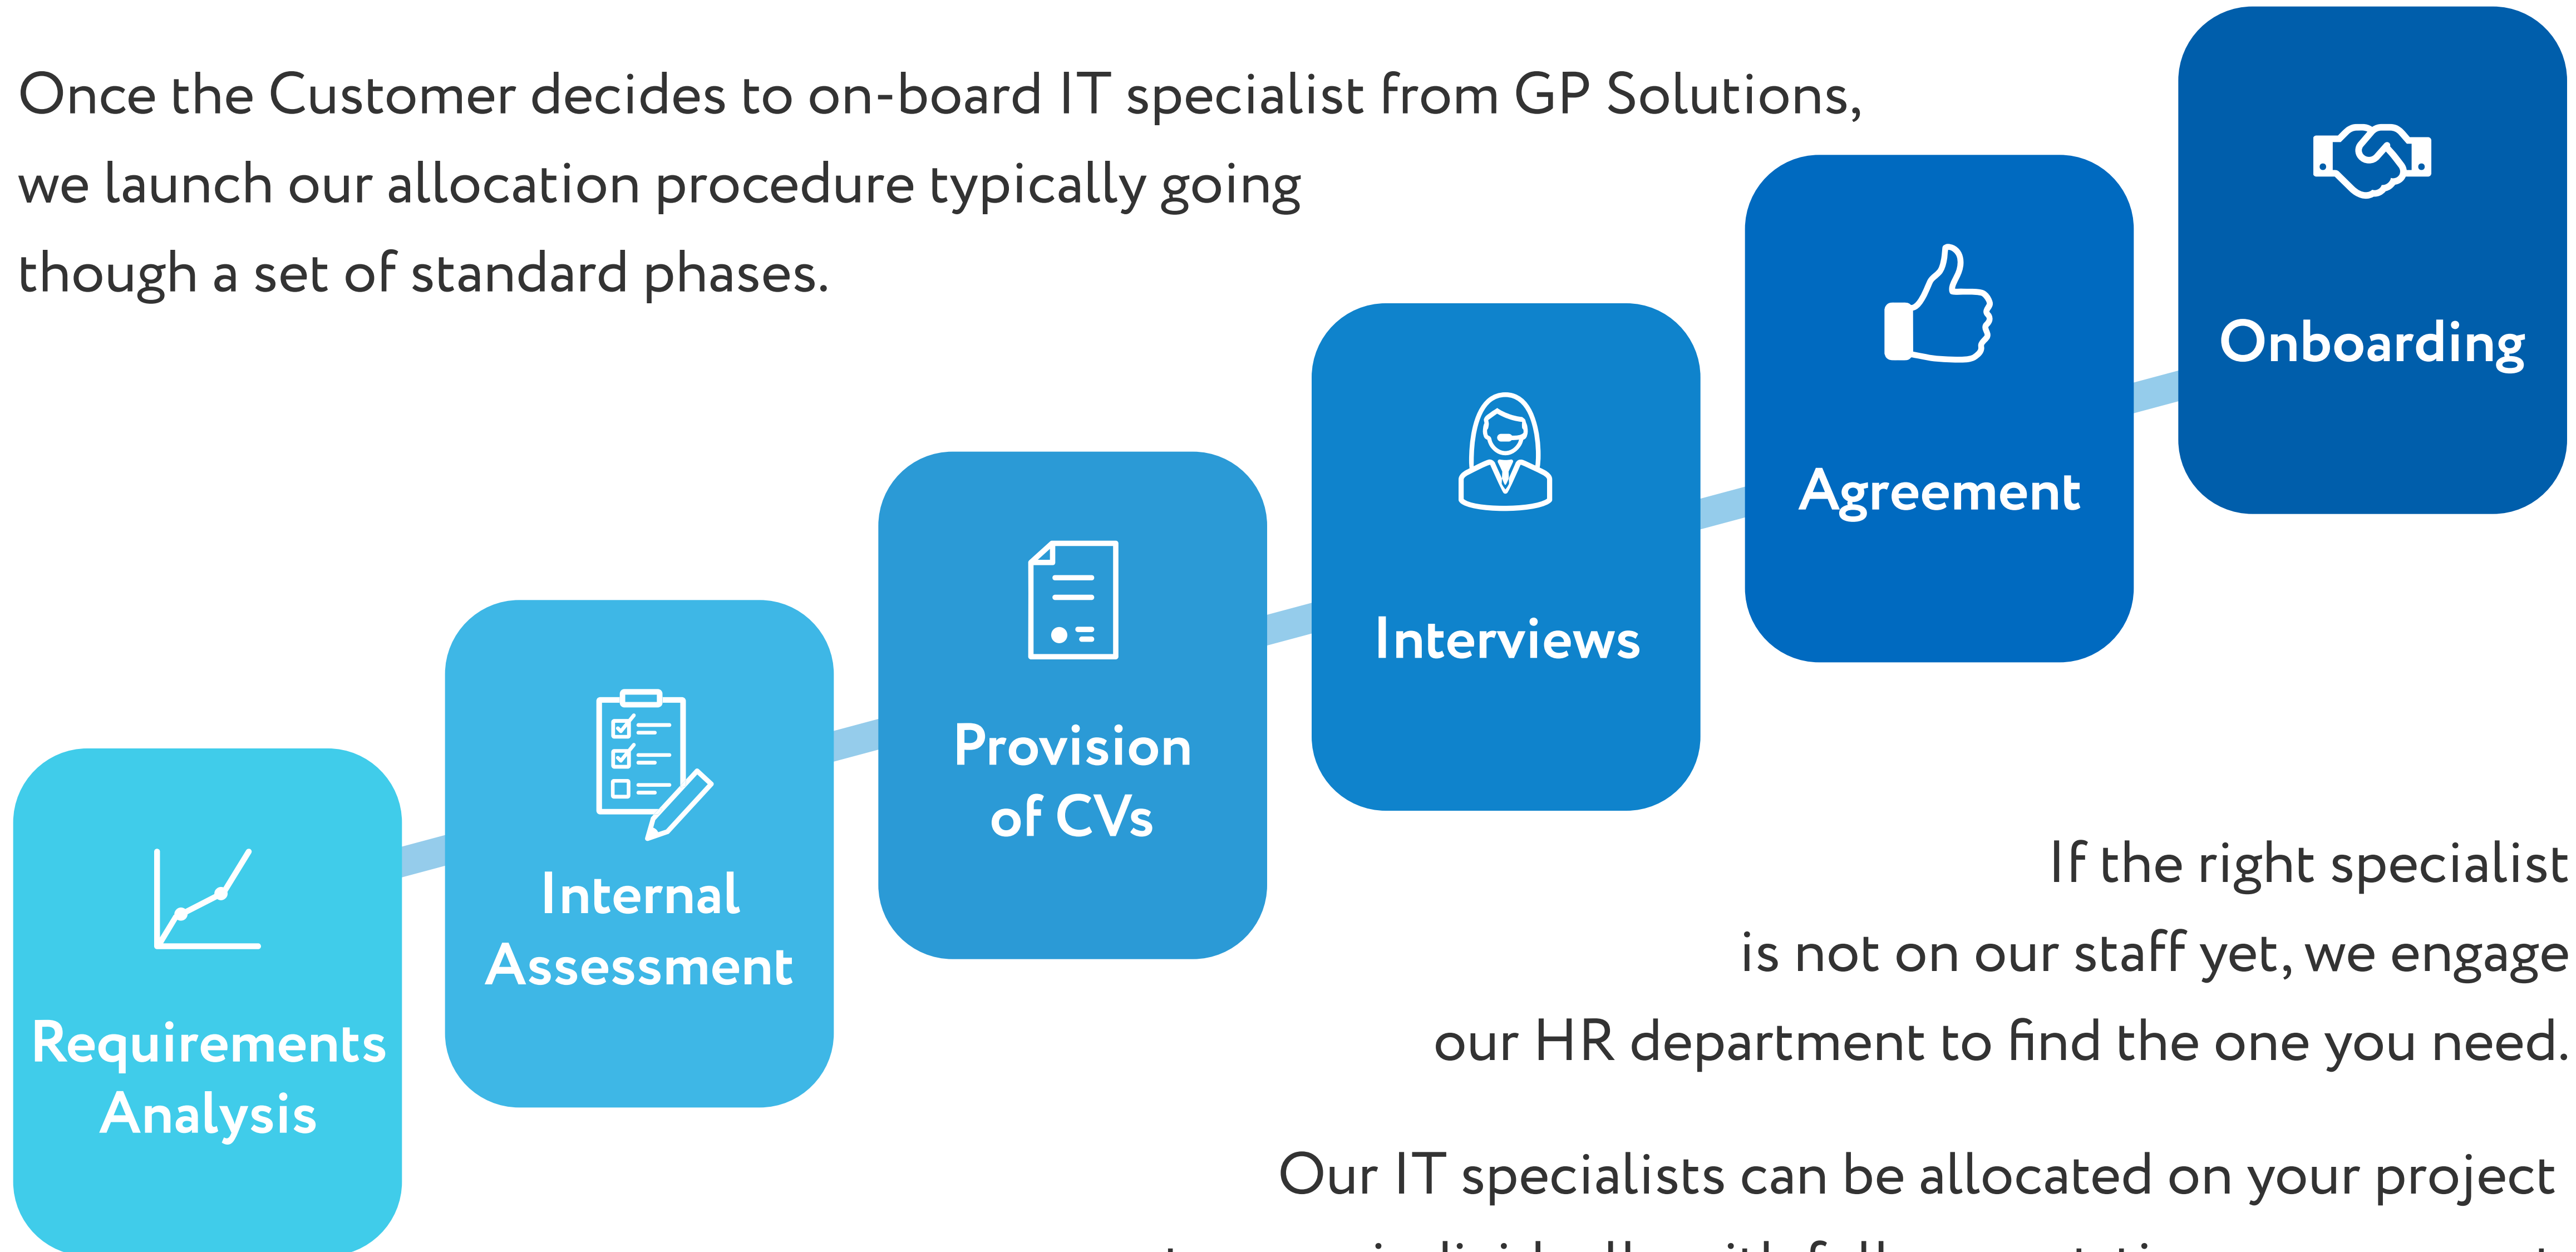 Once the Customer decides to on-board IT specialist from GP Solutions,
we launch our allocation procedure typically going
though a set of standard phases.
Requirements
Analysis
Internal
Assessment
Provision
of CVs
Interviews
Agreement
Onboarding
If the right specialist
is not on our staff yet, we engage
our HR department to find the one you need.
Our IT specialists can be allocated on your project